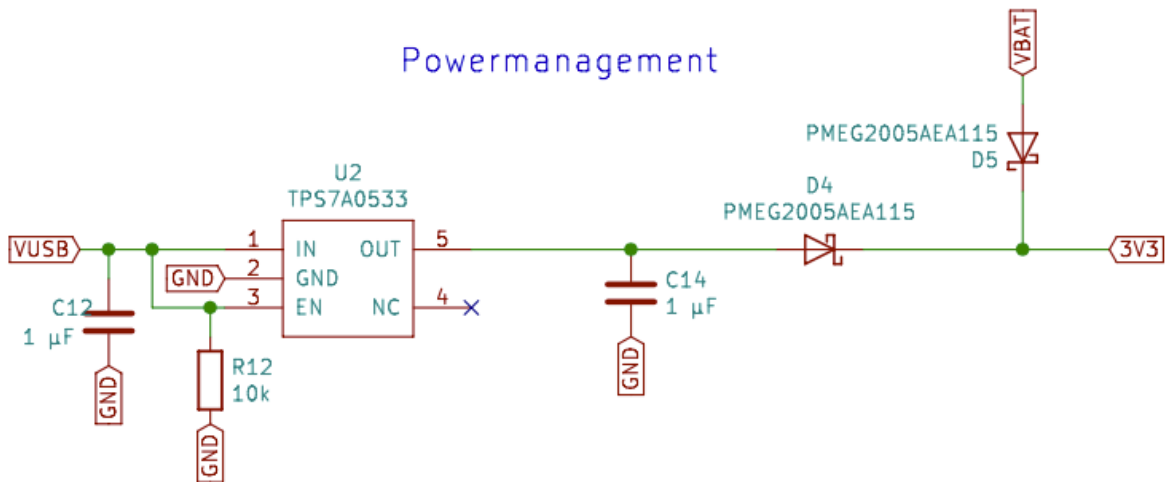 Powermanagement
VBAT
PMEG2005AEA115
D5
U2
TPS7A0533
D4
PMEG2005AEA115
VUSB
1
IN
OUT
5
3V3
GND
2
GND
3
EN
NC
4
C12
1 µF
C14
1 µF
R12
10k
GND
GND
GND